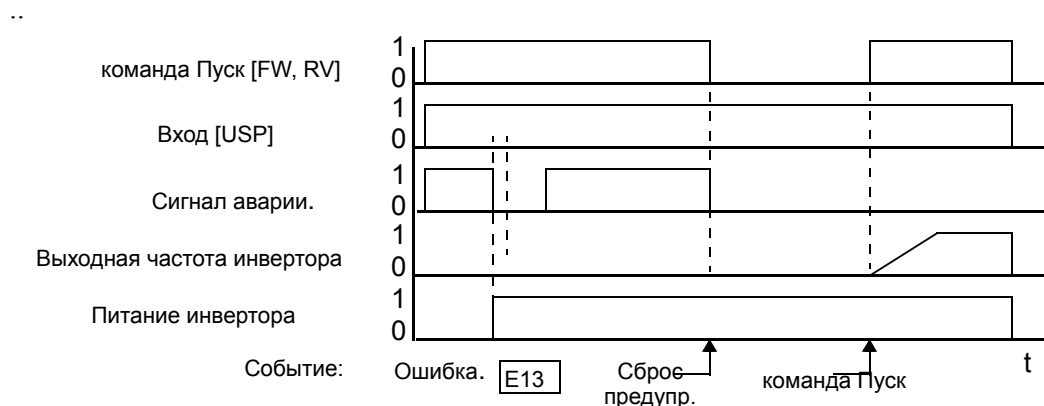 ..
команда Пуск [FW, RV]
1
0
Вход [USP]
1
0
Сигнал аварии.
1
0
Выходная частота инвертора
1
0
Питание инвертора
1
0
Событие: Ошибка. E13 Сброс предупр. команда Пуск t